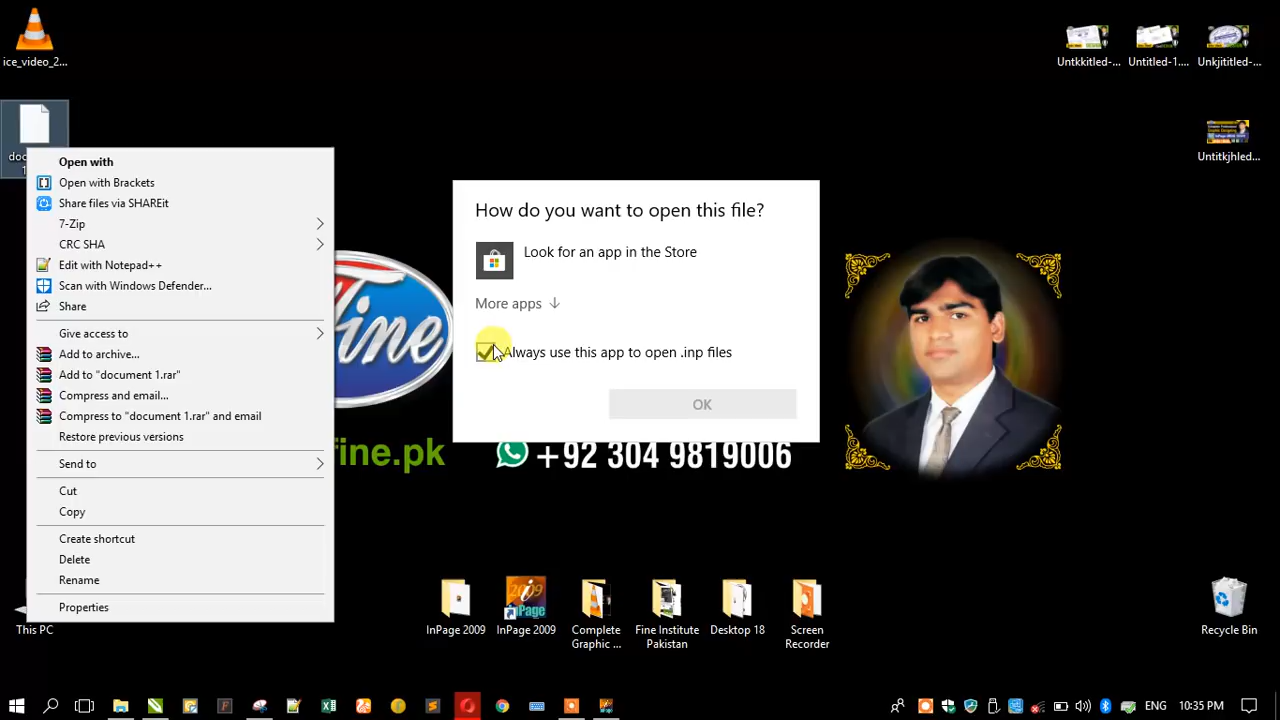 ice_video_2...
Untkkitled-...
Untitled-1....
Unkjititled-...
Untitkjhled...
Open with
Open with Brackets
Share files via SHAREit
7-Zip
CRC SHA
Edit with Notepad++
Scan with Windows Defender...
Share
Give access to
Add to archive...
Add to "document 1.rar"
Compress and email...
Compress to "document 1.rar" and email
Restore previous versions
Send to
Cut
Copy
Create shortcut
Delete
Rename
Properties
How do you want to open this file?
Look for an app in the Store
More apps
Always use this app to open .inp files
OK
fine.pk
+92 304 9819006
This PC
InPage 2009
2009
InPage
InPage 2009
Complete
Graphic ...
Fine Institute
Pakistan
Desktop 18
Screen
Recorder
Recycle Bin
ENG
10:35 PM